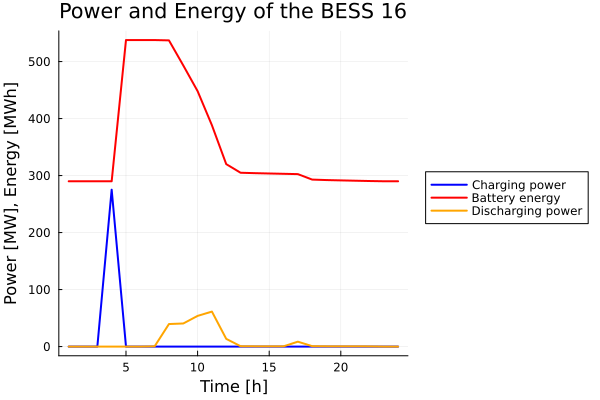 Power and Energy of the BESS 16
Power [MW], Energy [MWh]
500
400
300
200
100
0
5
10
15
20
Time [h]
Charging power
Battery energy
Discharging power